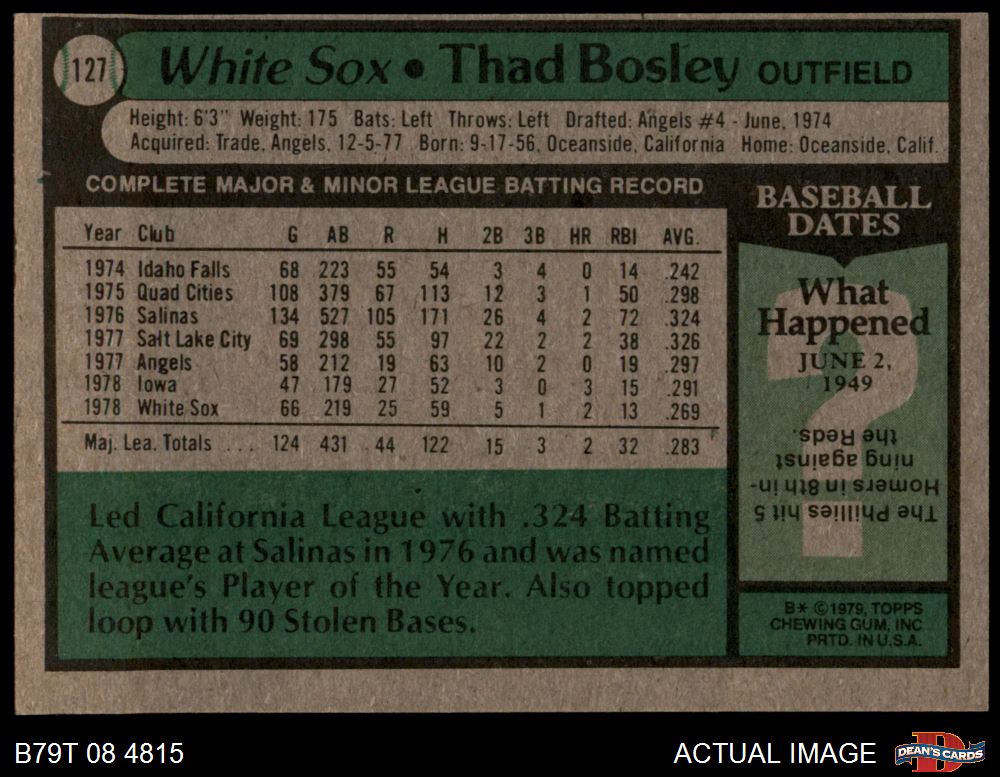 127 White Sox • Thad Bosley OUTFIELD
Height: 6'3" Weight: 175 Bats: Left Throws: Left Drafted: Angels #4 - June, 1974
Acquired: Trade, Angels, 12-5-77 Born: 9-17-56, Oceanside, California Home: Oceanside, Calif.
COMPLETE MAJOR & MINOR LEAGUE BATTING RECORD
Year Club G AB R H 2B 3B HR RBI AVG.
1974 Idaho Falls 68 223 55 54 3 4 0 14 .242
1975 Quad Cities 108 379 67 113 12 3 1 50 .298
1976 Salinas 134 527 105 171 26 4 2 72 .324
1977 Salt Lake City 69 298 55 97 22 2 2 38 .326
1977 Angels 58 212 19 63 10 2 0 19 .297
1978 Iowa 47 179 27 52 3 0 3 15 .291
1978 White Sox 66 219 25 59 5 1 2 13 .269
Maj. Lea. Totals ... 124 431 44 122 15 3 2 32 .283
Led California League with .324 Batting
Average at Salinas in 1976 and was named
league's Player of the Year. Also topped
loop with 90 Stolen Bases.
BASEBALL
DATES
What
Happened
JUNE 2,
1949
?
The Phillies hit 5
Homers in 8th in-
ning against
the Reds.
B* ©1979, TOPPS
CHEWING GUM, INC
PRTD. IN U.S.A.
B79T 08 4815
ACTUAL IMAGE
D
DEAN'S CARDS